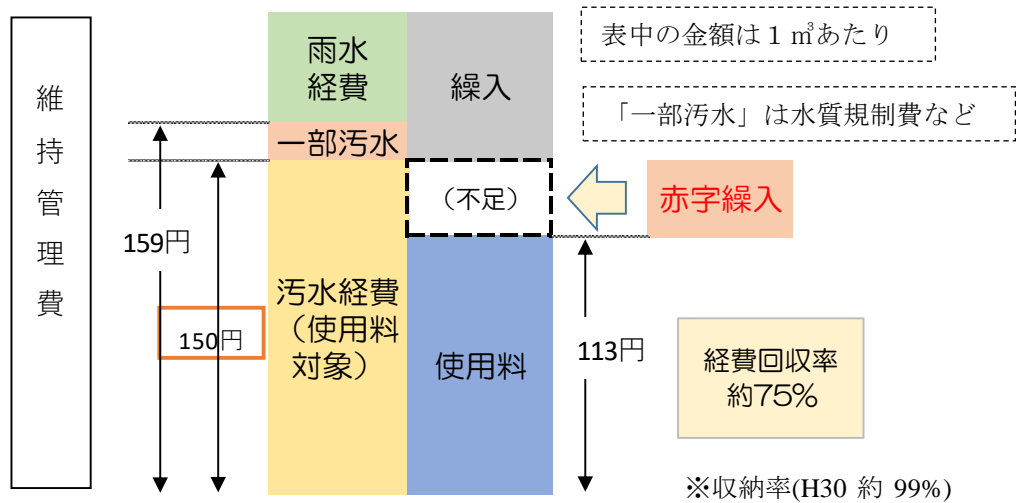 維持管理費
雨水
経費
一部汚水
汚水経費
（使用料
対象）
繰入
（不足）
使用料
159円
150円
113円
表中の金額は１㎥あたり
「一部汚水」は水質規制費など
赤字繰入
経費回収率
約75%
※収納率(H30 約 99%)